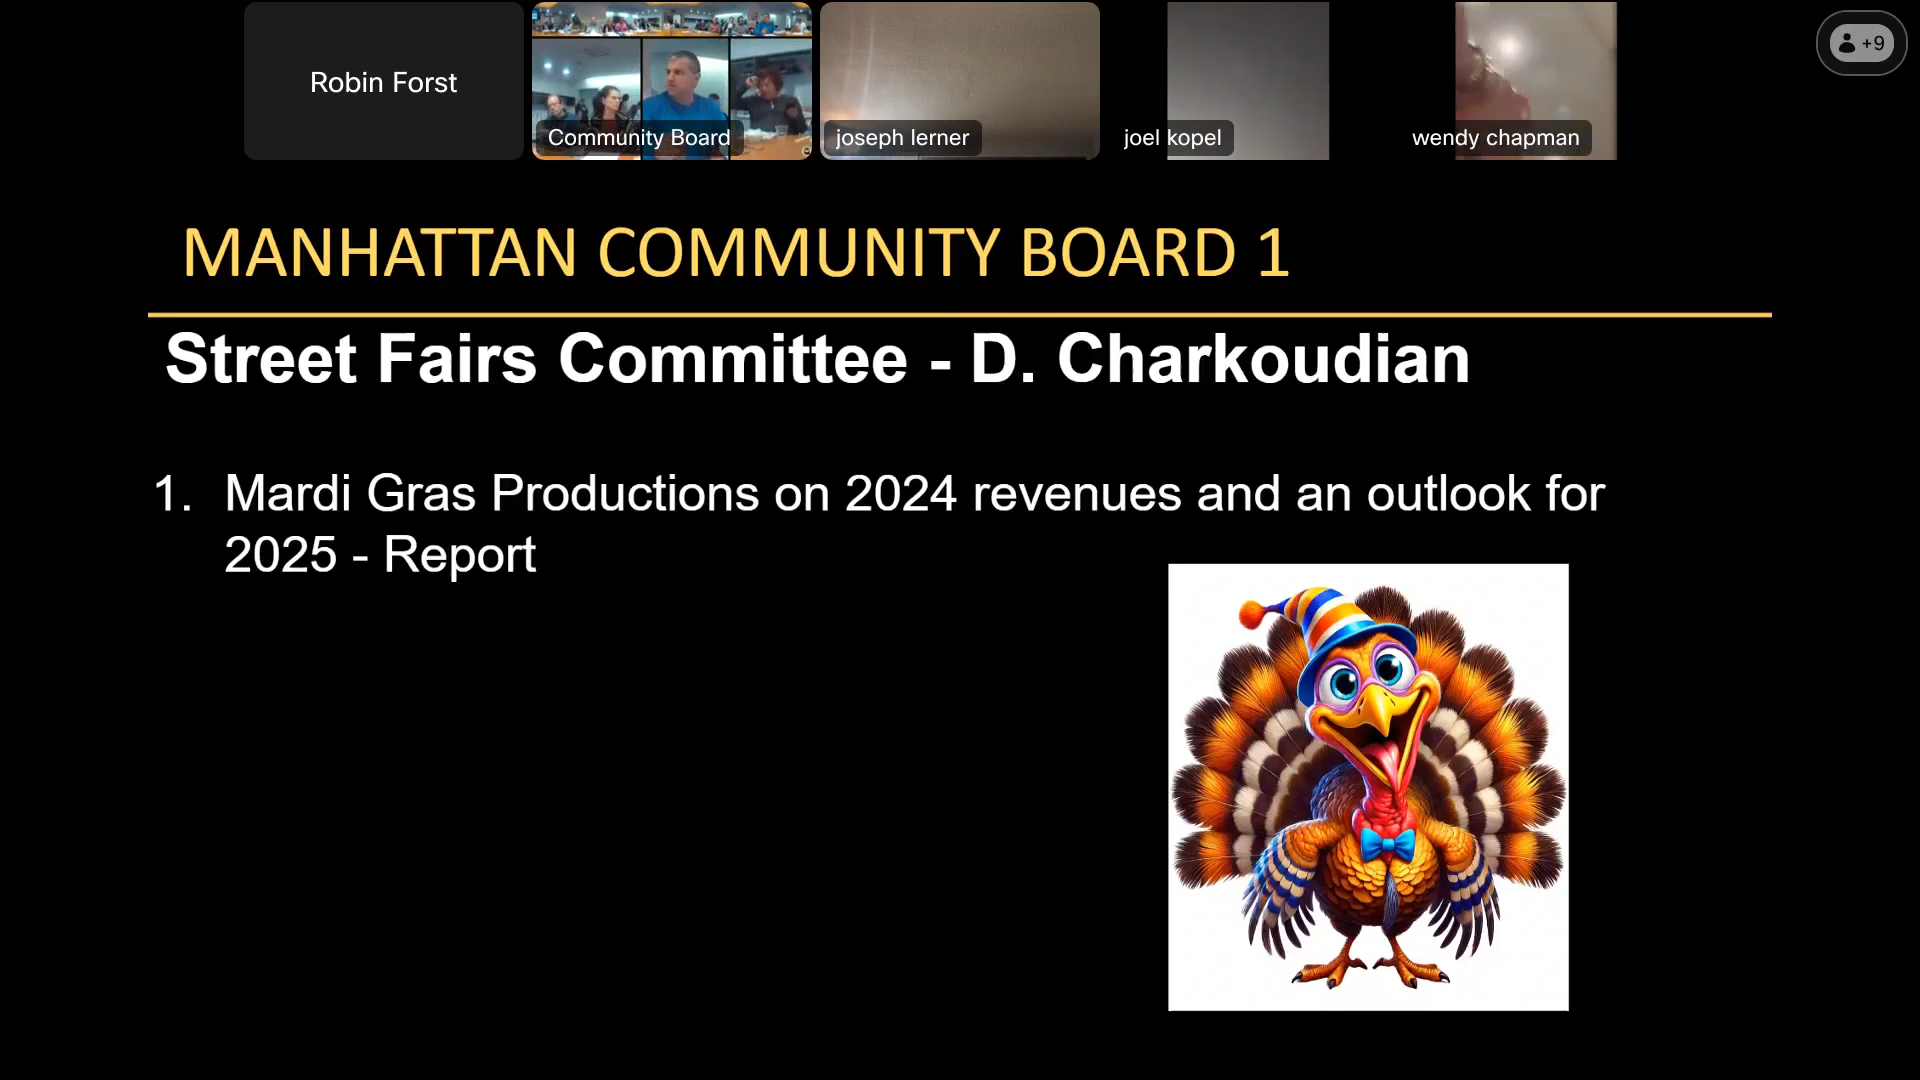 Robin Forst
Community Board
joseph lerner
joel kopel
wendy chapman
+9
MANHATTAN COMMUNITY BOARD 1
Street Fairs Committee - D. Charkoudian
1. Mardi Gras Productions on 2024 revenues and an outlook for
2025 - Report